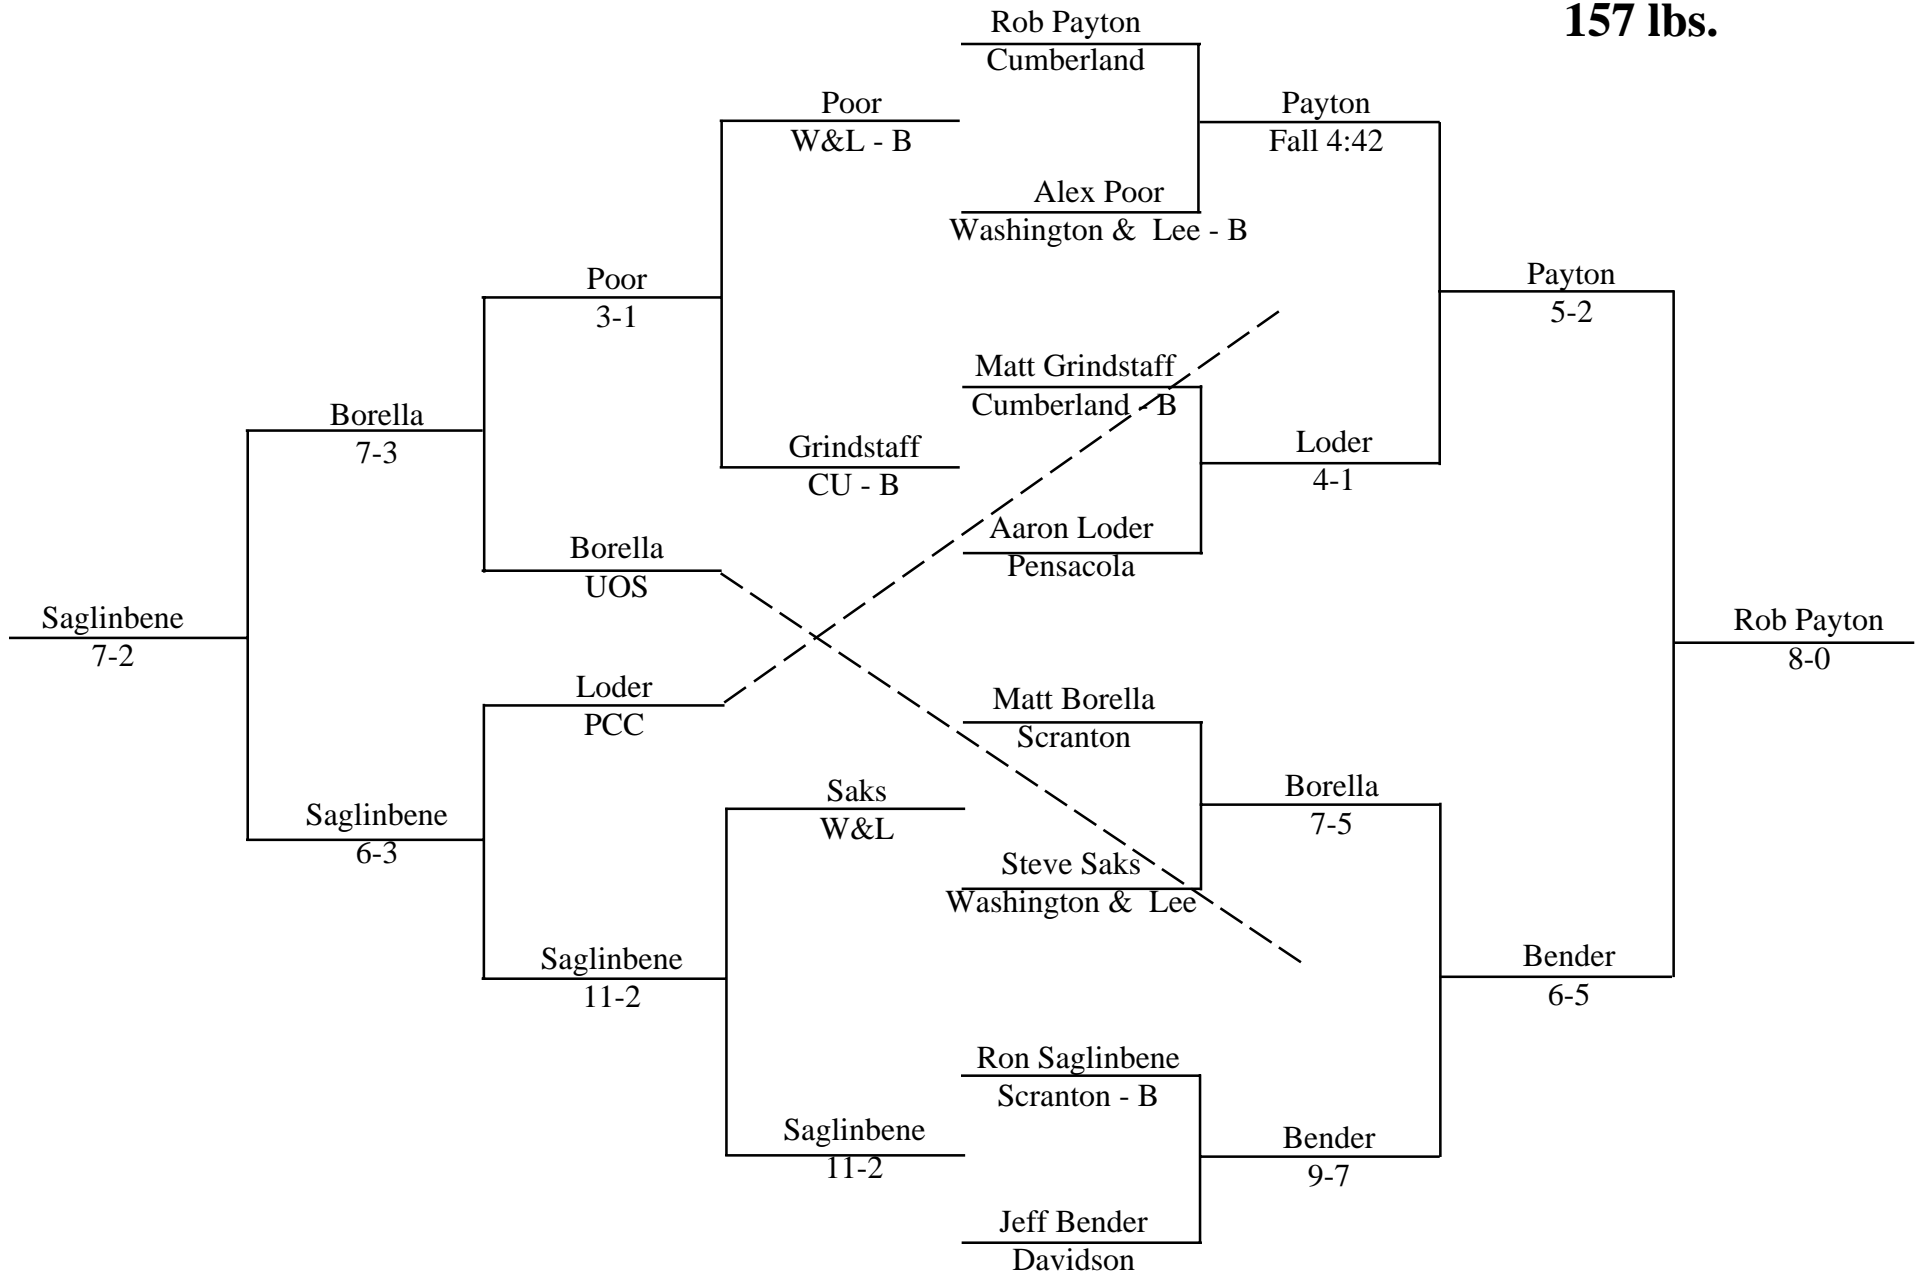 157 lbs.
Rob Payton
Cumberland
Poor
W&L - B
Payton
Fall 4:42
Alex Poor
Washington & Lee - B
Poor
3-1
Payton
5-2
Matt Grindstaff
Cumberland - B
Borella
7-3
Grindstaff
CU - B
Loder
4-1
Aaron Loder
Pensacola
Borella
UOS
Saglinbene
7-2
Rob Payton
8-0
Loder
PCC
Matt Borella
Scranton
Saks
W&L
Borella
7-5
Saglinbene
6-3
Steve Saks
Washington & Lee
Saglinbene
11-2
Bender
6-5
Ron Saglinbene
Scranton - B
Saglinbene
11-2
Bender
9-7
Jeff Bender
Davidson